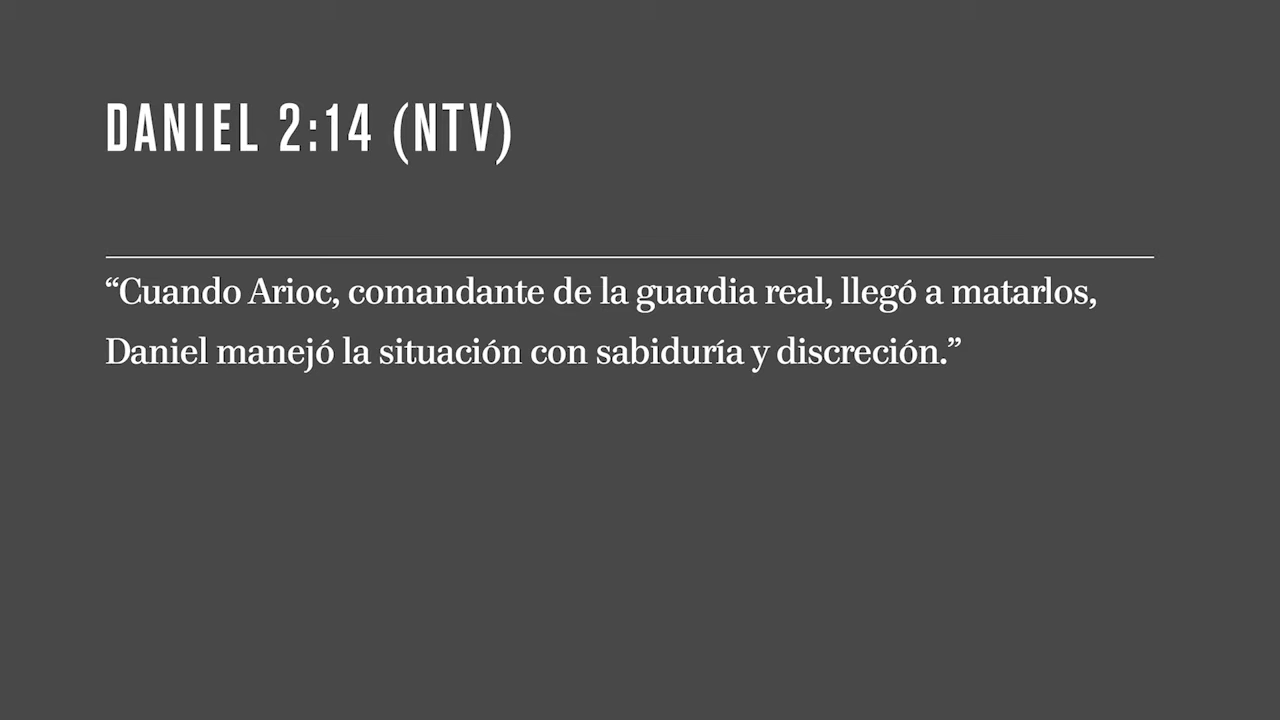 DANIEL 2:14 (NTV)
“Cuando Arioc, comandante de la guardia real, llegó a matarlos,
Daniel manejó la situación con sabiduría y discreción.”